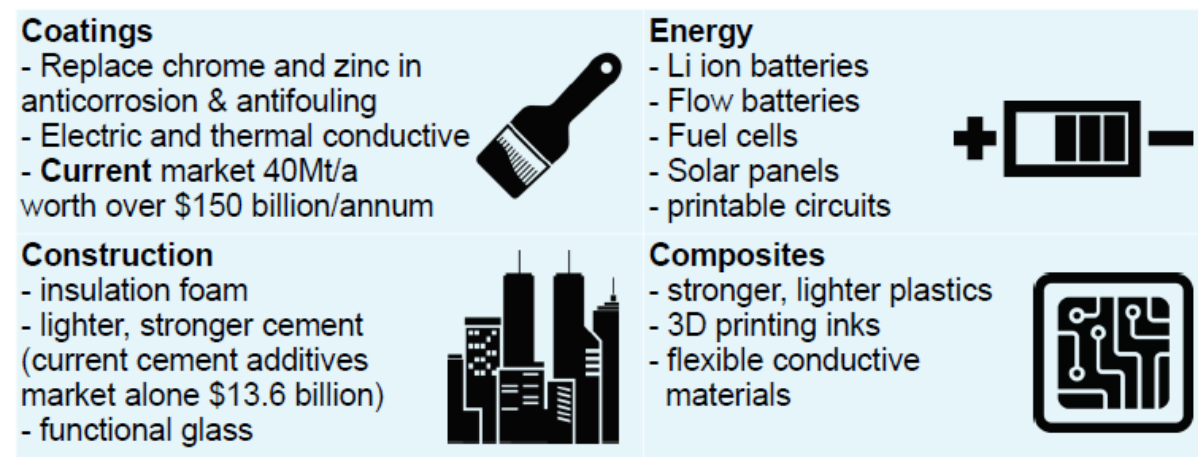 Coatings
- Replace chrome and zinc in
anticorrosion & antifouling
- Electric and thermal conductive
- Current market 40Mt/a
worth over $150 billion/annum
Energy
- Li ion batteries
- Flow batteries
- Fuel cells
- Solar panels
- printable circuits
Construction
- insulation foam
- lighter, stronger cement
(current cement additives
market alone $13.6 billion)
- functional glass
Composites
- stronger, lighter plastics
- 3D printing inks
- flexible conductive
materials